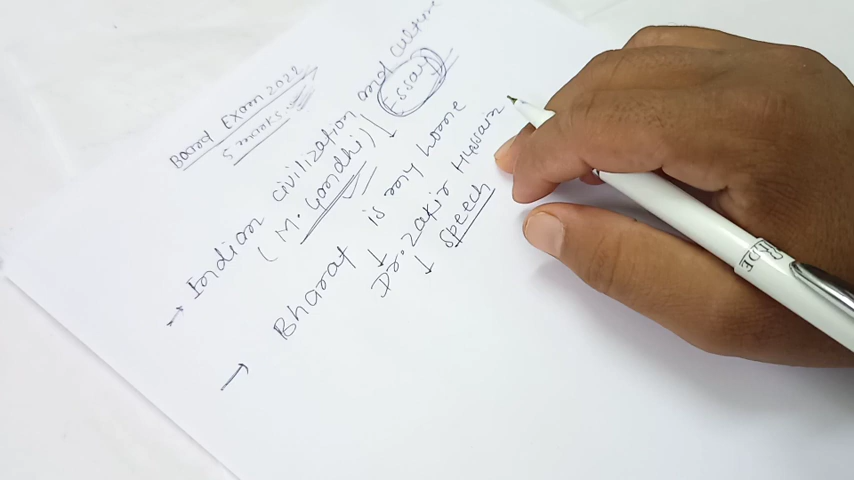 Board Exam 2022
5 marks
→ Indian civilization and culture
(M. Gandhi) ↓ Essay
→ Bharat is my home
↓
Dr. Zakir Hussain
↓ Speech